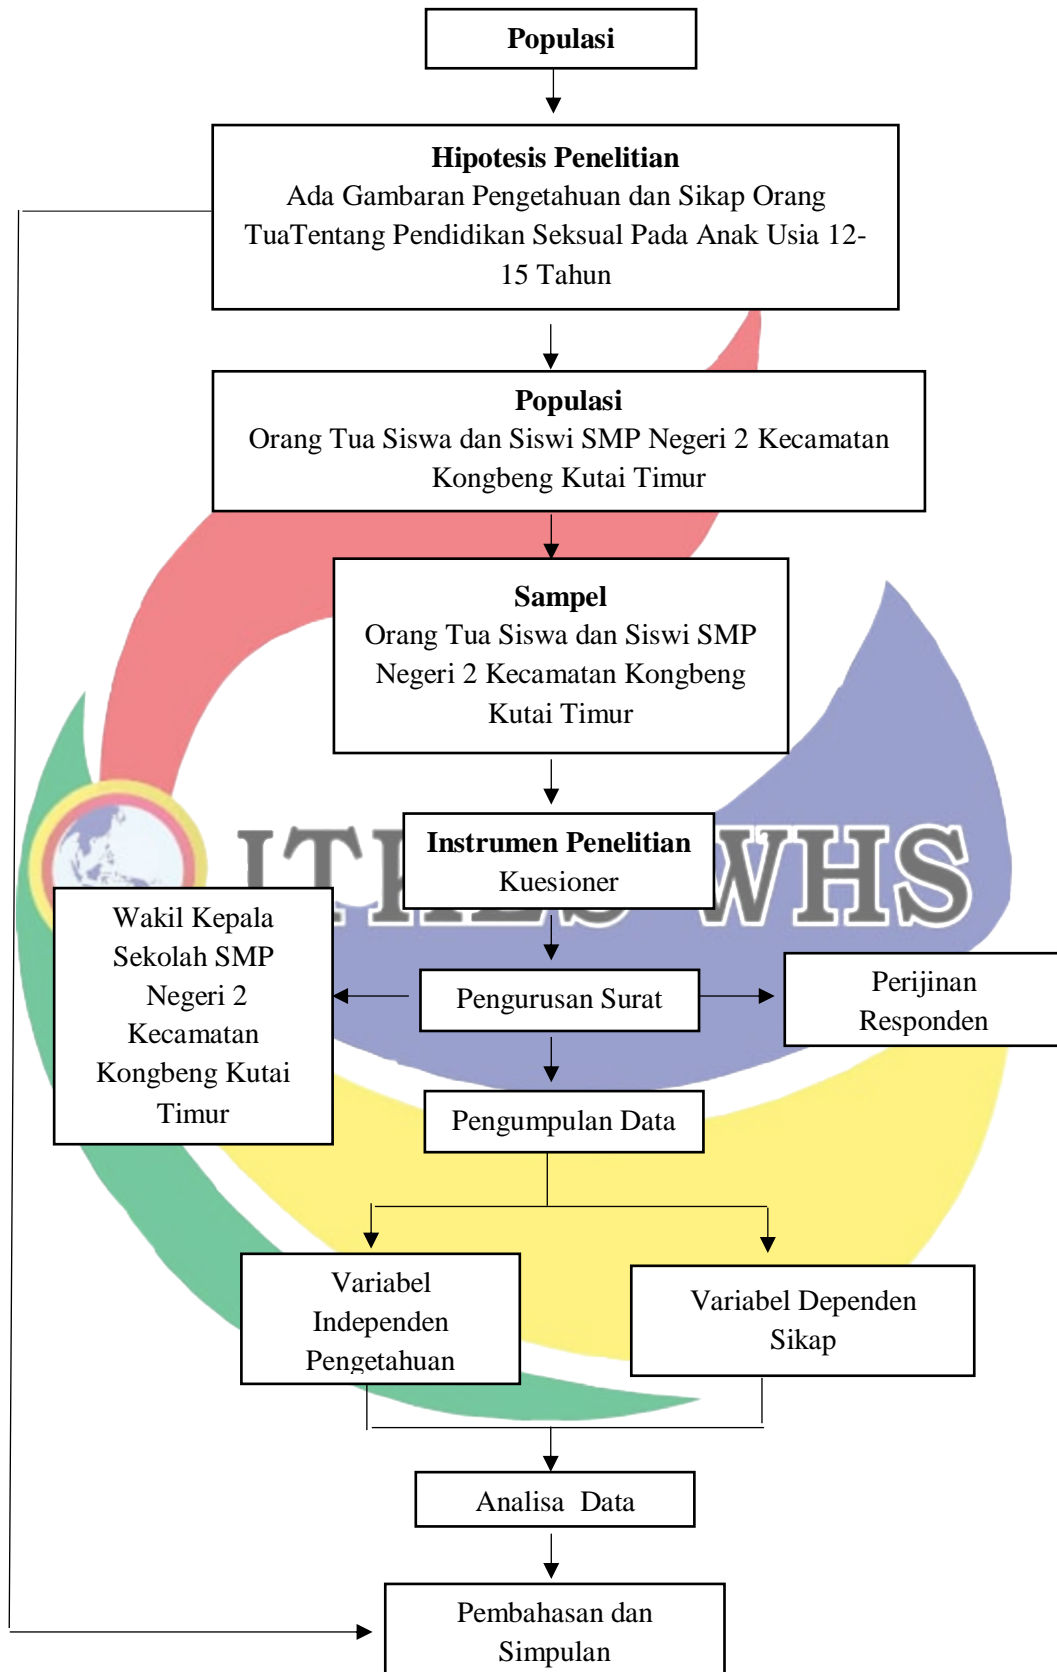 Populasi
Hipotesis Penelitian
Ada Gambaran Pengetahuan dan Sikap Orang
TuaTentang Pendidikan Seksual Pada Anak Usia 12-
15 Tahun
Populasi
Orang Tua Siswa dan Siswi SMP Negeri 2 Kecamatan
Kongbeng Kutai Timur
Sampel
Orang Tua Siswa dan Siswi SMP
Negeri 2 Kecamatan Kongbeng
Kutai Timur
Instrumen Penelitian
Kuesioner
WHS
Wakil Kepala
Sekolah SMP
Negeri 2
Kecamatan
Kongbeng Kutai
Timur
Pengurusan Surat
Perijinan
Responden
Pengumpulan Data
Variabel
Independen
Pengetahuan
Variabel Dependen
Sikap
Analisa Data
Pembahasan dan
Simpulan